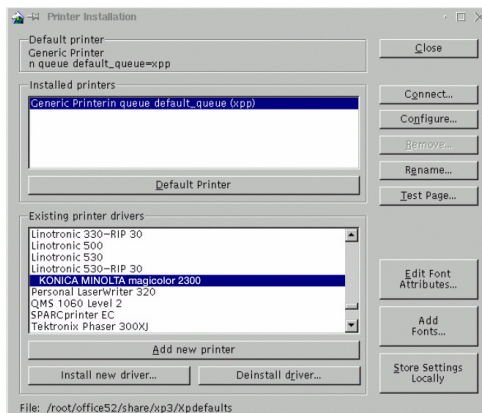 Printer Installation
Default printer
Generic Printer
n queue default_queue=xpp
Close
Installed printers
Generic Printerin queue default_queue (xpp)
Connect...
Configure...
Remove...
Rename...
Test Page...
Default Printer
Existing printer drivers
Linotronic 330-RIP 30
Linotronic 500
Linotronic 530
Linotronic 530-RIP 30
KONICA MINOLTA magicolor 2300
Personal LaserWriter 320
QMS 1060 Level 2
SPARCprinter EC
Tektronix Phaser 300XJ
Edit Font
Attributes...
Add
Fonts...
Add new printer
Install new driver...
Deinstall driver...
Store Settings
Locally
File: /root/office52/share/xp3/Xpdefaults